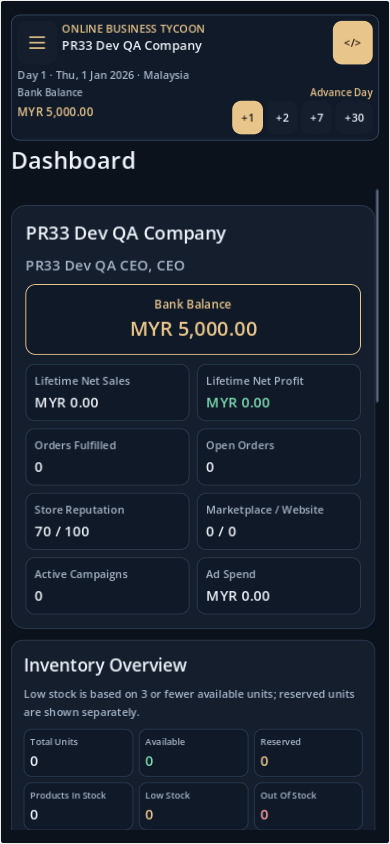 ONLINE BUSINESS TYCOON
PR33 Dev QA Company
</>
Day 1 · Thu, 1 Jan 2026 · Malaysia
Bank Balance
Advance Day
MYR 5,000.00
+1
+2
+7
+30
Dashboard
PR33 Dev QA Company
PR33 Dev QA CEO, CEO
Bank Balance
MYR 5,000.00
Lifetime Net Sales
MYR 0.00
Lifetime Net Profit
MYR 0.00
Orders Fulfilled
0
Open Orders
0
Store Reputation
70 / 100
Marketplace / Website
0 / 0
Active Campaigns
0
Ad Spend
MYR 0.00
Inventory Overview
Low stock is based on 3 or fewer available units; reserved units
are shown separately.
Total Units
0
Available
0
Reserved
0
Products In Stock
0
Low Stock
0
Out Of Stock
0